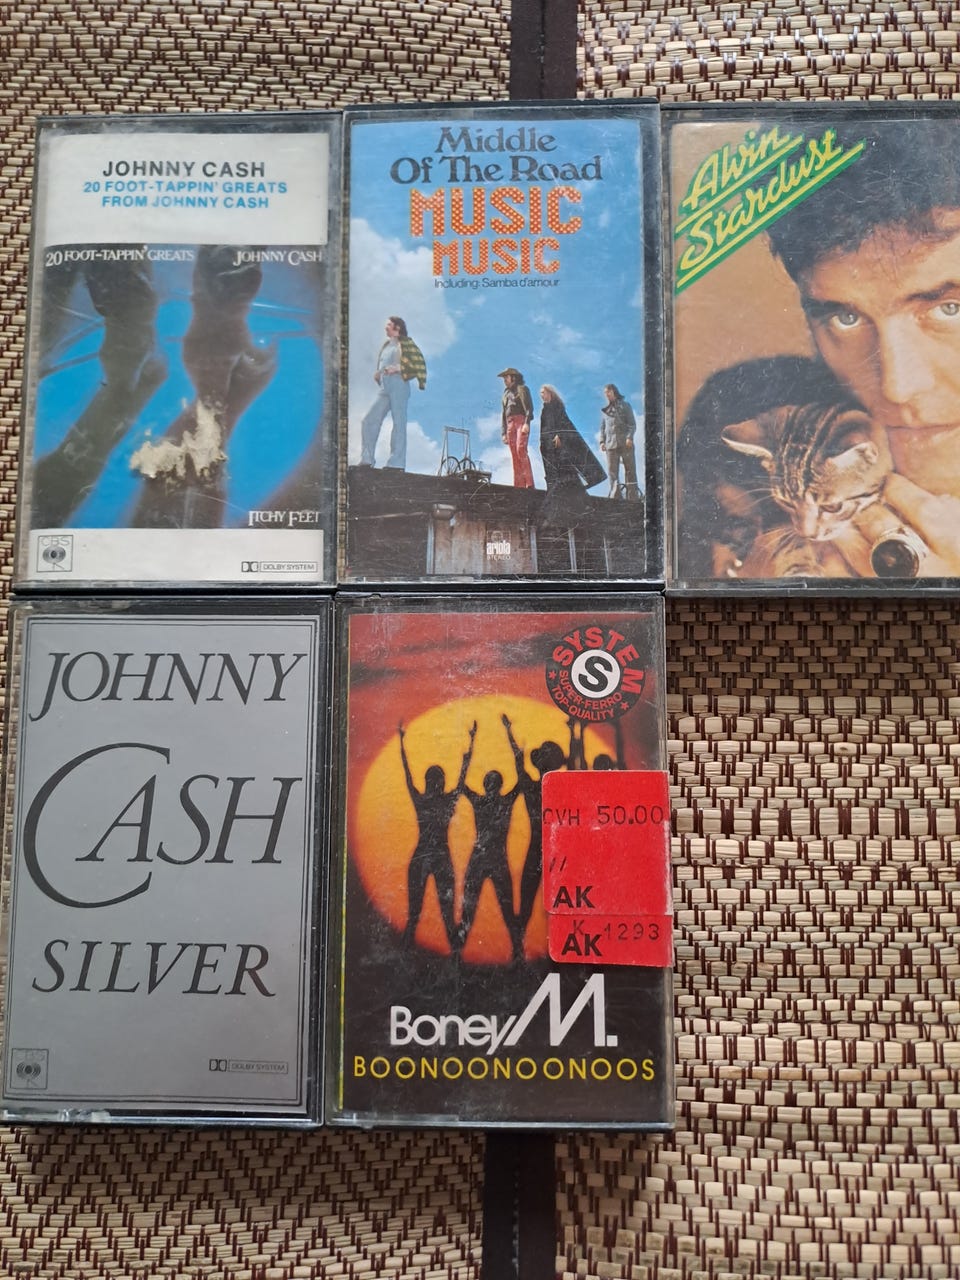 JOHNNY CASH
20 FOOT-TAPPIN' GREATS
FROM JOHNNY CASH
20 FOOT-TAPPIN' GREATS JOHNNY CASH
ITCHY FEET
CBS
DOLBY SYSTEM
Middle
Of The Road
MUSIC
MUSIC
Including: Samba d'amour
ariola
STEREO
Alvin
Stardust
JOHNNY
CASH
SILVER
CBS
DOLBY SYSTEM
SYSTEM
S
SUPER-FERRO
TOP-QUALITY
CVH 50.00
//
AK
K 1293
AK
Boney M.
BOONOONOONOOS